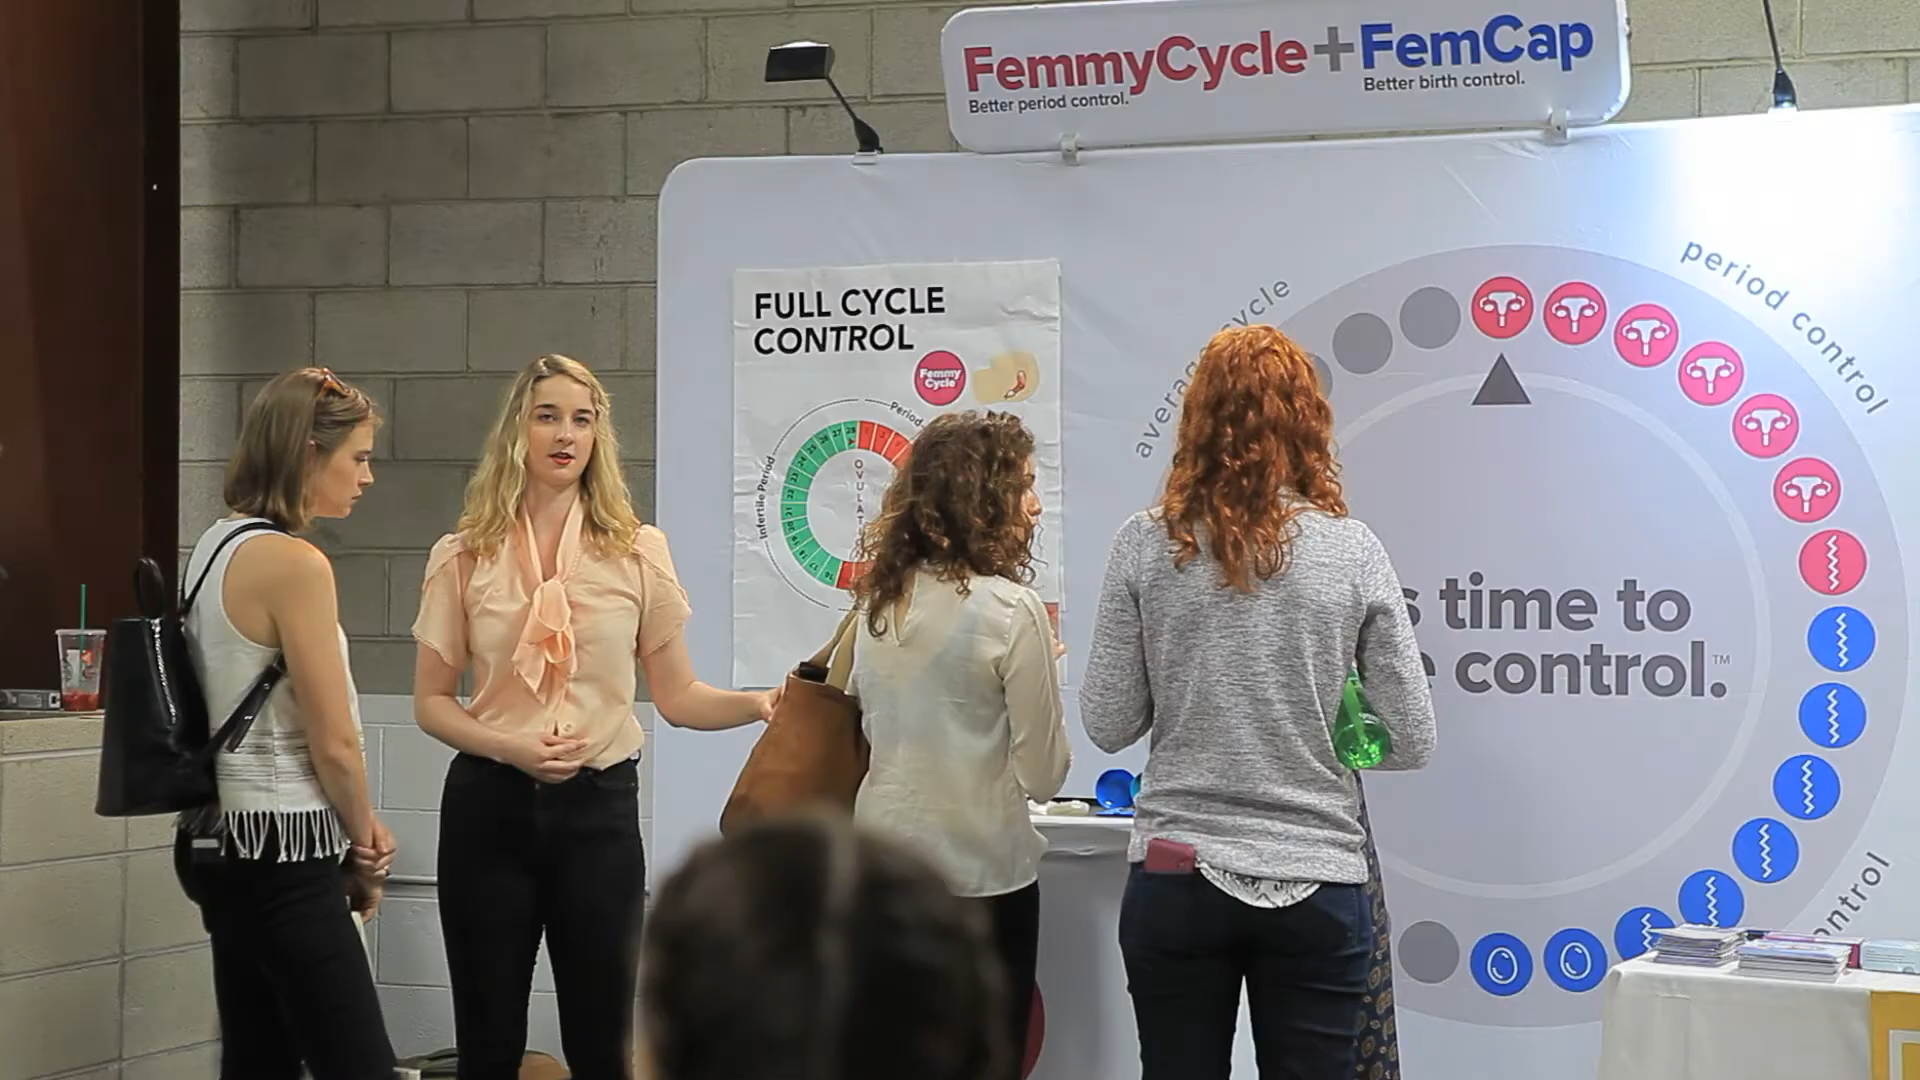 FemmyCycle+FemCap
Better period control.
Better birth control.
FULL CYCLE
CONTROL
Femmy
Cycle
Period
Infertile Period
period control
time to
control.™